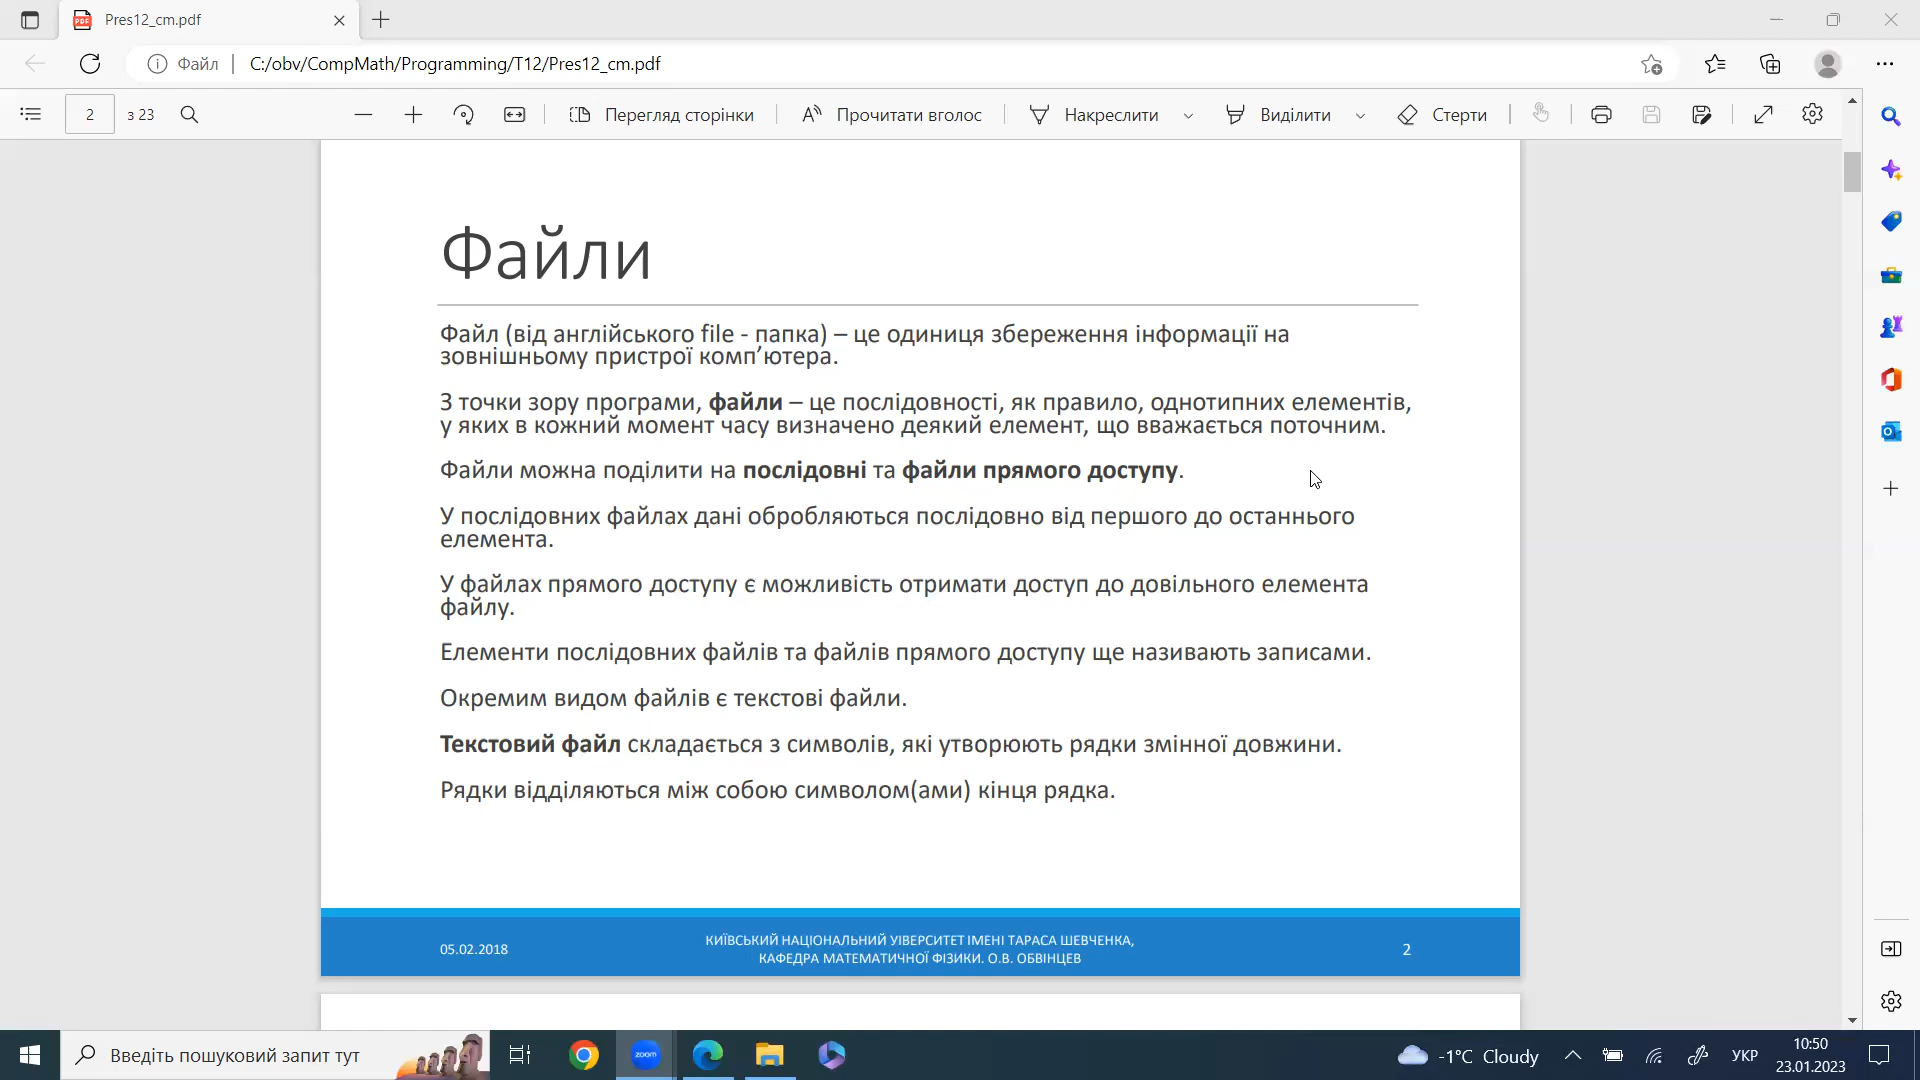 Pres12_cm.pdf
Файл
C:/obv/CompMath/Programming/T12/Pres12_cm.pdf
2
з 23
Перегляд сторінки
Прочитати вголос
Накреслити
Виділити
Стерти
Файли
Файл (від англійського file - папка) – це одиниця збереження інформації на
зовнішньому пристрої комп’ютера.
З точки зору програми, файли – це послідовності, як правило, однотипних елементів,
у яких в кожний момент часу визначено деякий елемент, що вважається поточним.
Файли можна поділити на послідовні та файли прямого доступу.
У послідовних файлах дані обробляються послідовно від першого до останнього
елемента.
У файлах прямого доступу є можливість отримати доступ до довільного елемента
файлу.
Елементи послідовних файлів та файлів прямого доступу ще називають записами.
Окремим видом файлів є текстові файли.
Текстовий файл складається з символів, які утворюють рядки змінної довжини.
Рядки відділяються між собою символом(ами) кінця рядка.
05.02.2018
КИЇВСЬКИЙ НАЦІОНАЛЬНИЙ УІВЕРСИТЕТ ІМЕНІ ТАРАСА ШЕВЧЕНКА,
КАФЕДРА МАТЕМАТИЧНОЇ ФІЗИКИ. О.В. ОБВІНЦЕВ
2
Введіть пошуковий запит тут
zoom
-1°C Cloudy
УКР
10:50
23.01.2023